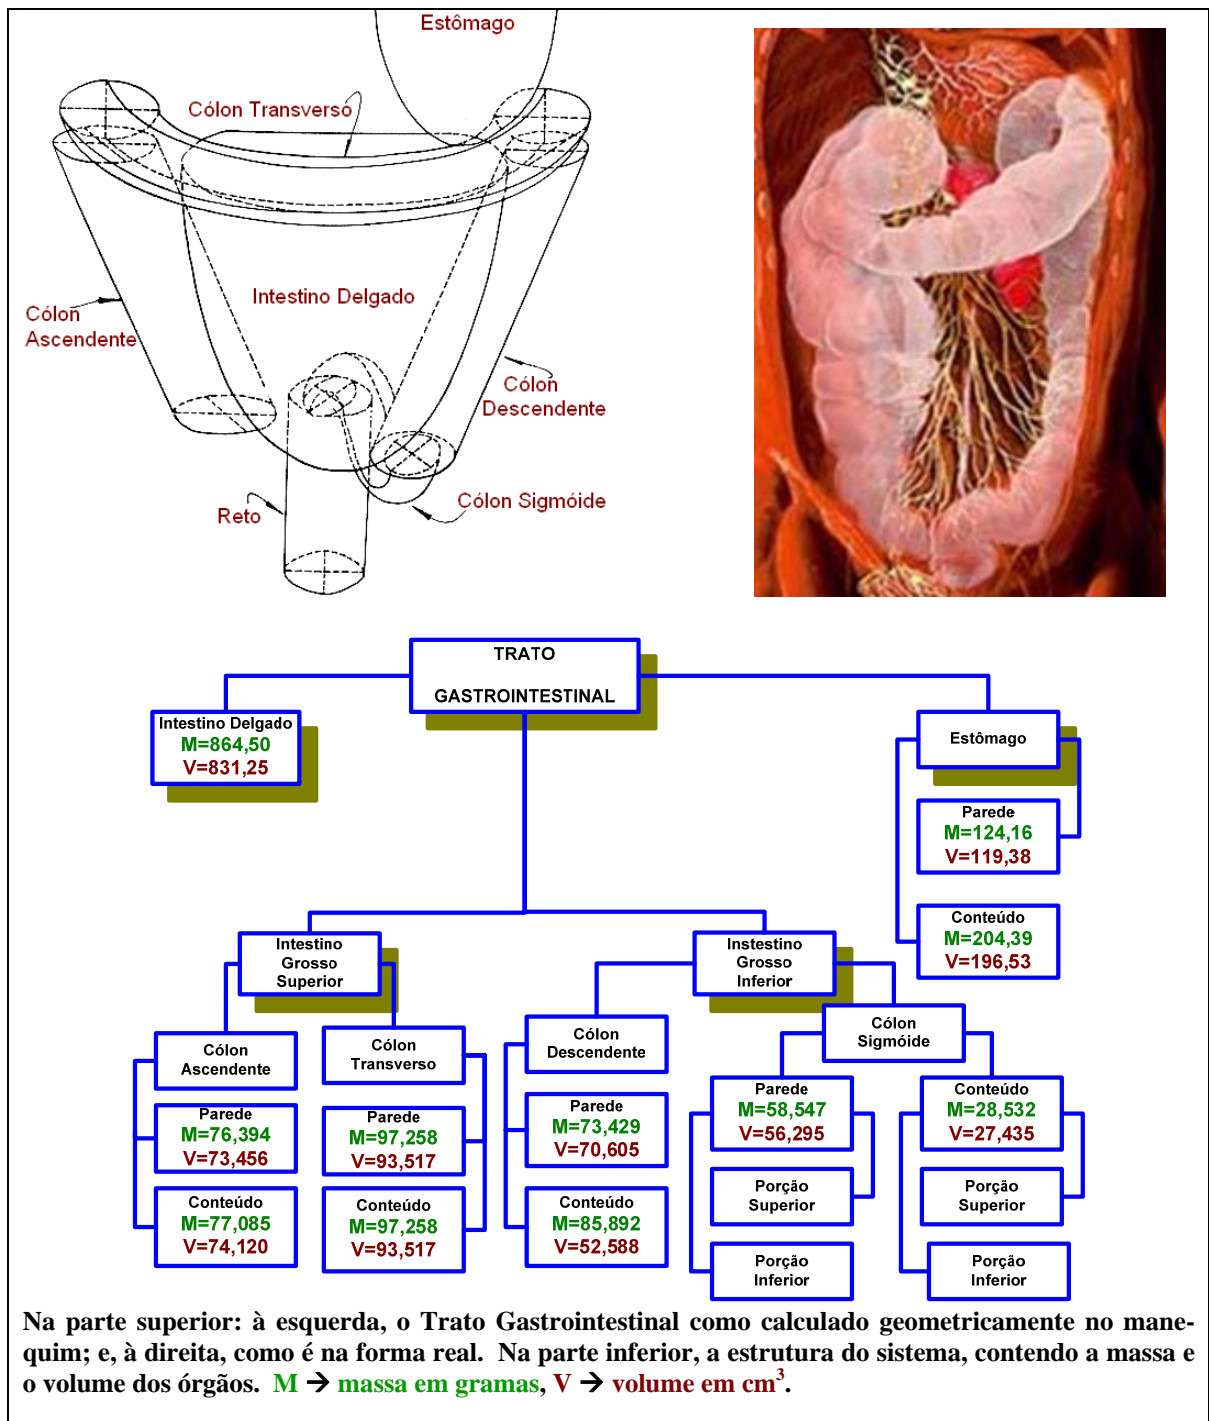 Estômago
Cólon Transverso
Intestino Delgado
Cólon
Ascendente
Cólon
Descendente
Reto
Cólon Sigmóide
TRATO
GASTROINTESTINAL
Intestino Delgado
M=864,50
V=831,25
Estômago
Parede
M=124,16
V=119,38
Conteúdo
M=204,39
V=196,53
Intestino
Grosso
Superior
Instestino
Grosso
Inferior
Cólon
Ascendente
Parede
M=76,394
V=73,456
Conteúdo
M=77,085
V=74,120
Cólon
Transverso
Parede
M=97,258
V=93,517
Conteúdo
M=97,258
V=93,517
Cólon
Descendente
Parede
M=73,429
V=70,605
Conteúdo
M=85,892
V=52,588
Cólon
Sigmóide
Parede
M=58,547
V=56,295
Porção
Superior
Porção
Inferior
Conteúdo
M=28,532
V=27,435
Porção
Superior
Porção
Inferior
Na parte superior: à esquerda, o Trato Gastrointestinal como calculado geometricamente no mane-
quim; e, à direita, como é na forma real. Na parte inferior, a estrutura do sistema, contendo a massa e
o volume dos órgãos. M → massa em gramas, V → volume em cm³.